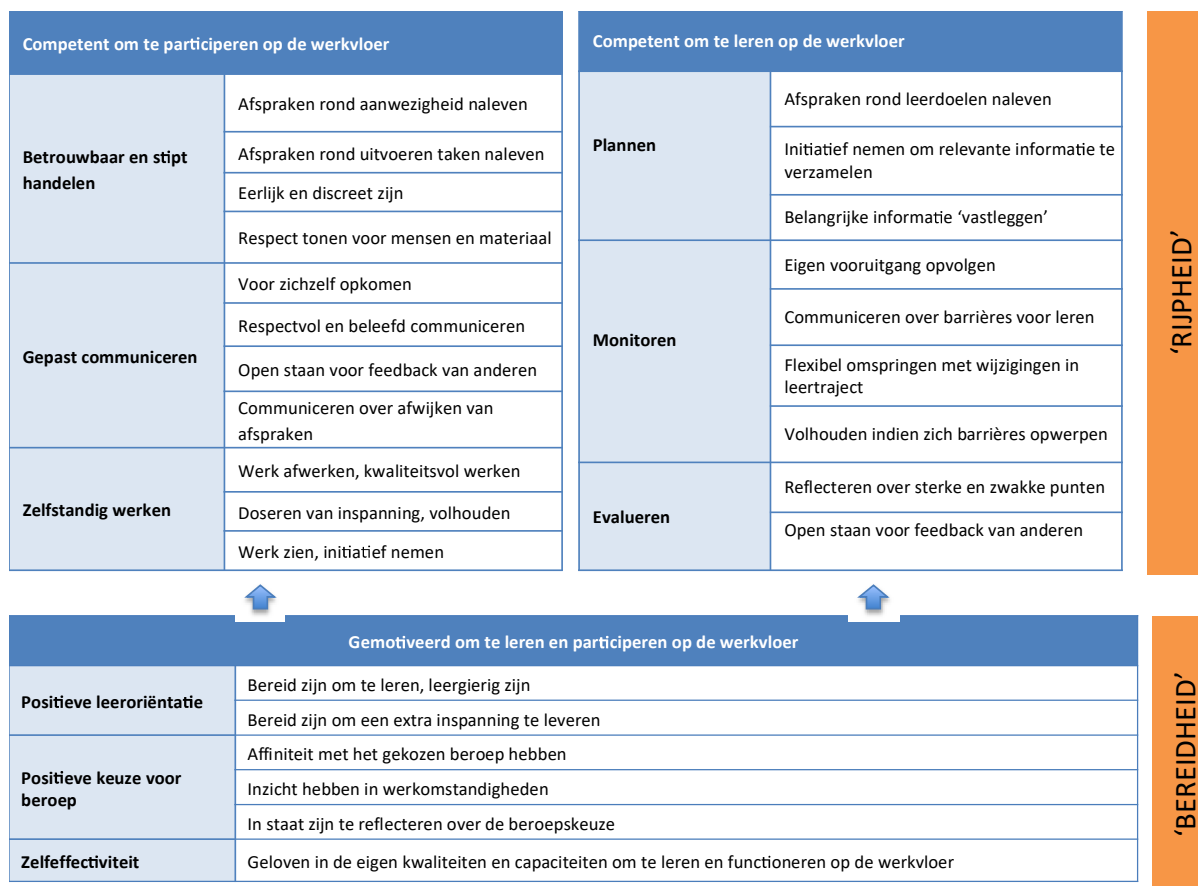 Competent om te participeren op de werkvloer
Betrouwbaar en stipt
handelen
Afspraken rond aanwezigheid naleven
Afspraken rond uitvoeren taken naleven
Eerlijk en discreet zijn
Respect tonen voor mensen en materiaal
Gepast communiceren
Voor zichzelf opkomen
Respectvol en beleefd communiceren
Open staan voor feedback van anderen
Communiceren over afwijken van
afspraken
Zelfstandig werken
Werk afwerken, kwaliteitsvol werken
Doseren van inspanning, volhouden
Werk zien, initiatief nemen
Competent om te leren op de werkvloer
Plannen
Afspraken rond leerdoelen naleven
Initiatief nemen om relevante informatie te
verzamelen
Belangrijke informatie ‘vastleggen’
Monitoren
Eigen vooruitgang opvolgen
Communiceren over barrières voor leren
Flexibel omspringen met wijzigingen in
leertraject
Volhouden indien zich barrières opwerpen
Evalueren
Reflecteren over sterke en zwakke punten
Open staan voor feedback van anderen
‘RIJPHEID’
Gemotiveerd om te leren en participeren op de werkvloer
Positieve leeroriëntatie
Bereid zijn om te leren, leergierig zijn
Bereid zijn om een extra inspanning te leveren
Positieve keuze voor
beroep
Affiniteit met het gekozen beroep hebben
Inzicht hebben in werkomstandigheden
In staat zijn te reflecteren over de beroepskeuze
Zelfeffectiviteit
Geloven in de eigen kwaliteiten en capaciteiten om te leren en functioneren op de werkvloer
‘BEREIDHEID’